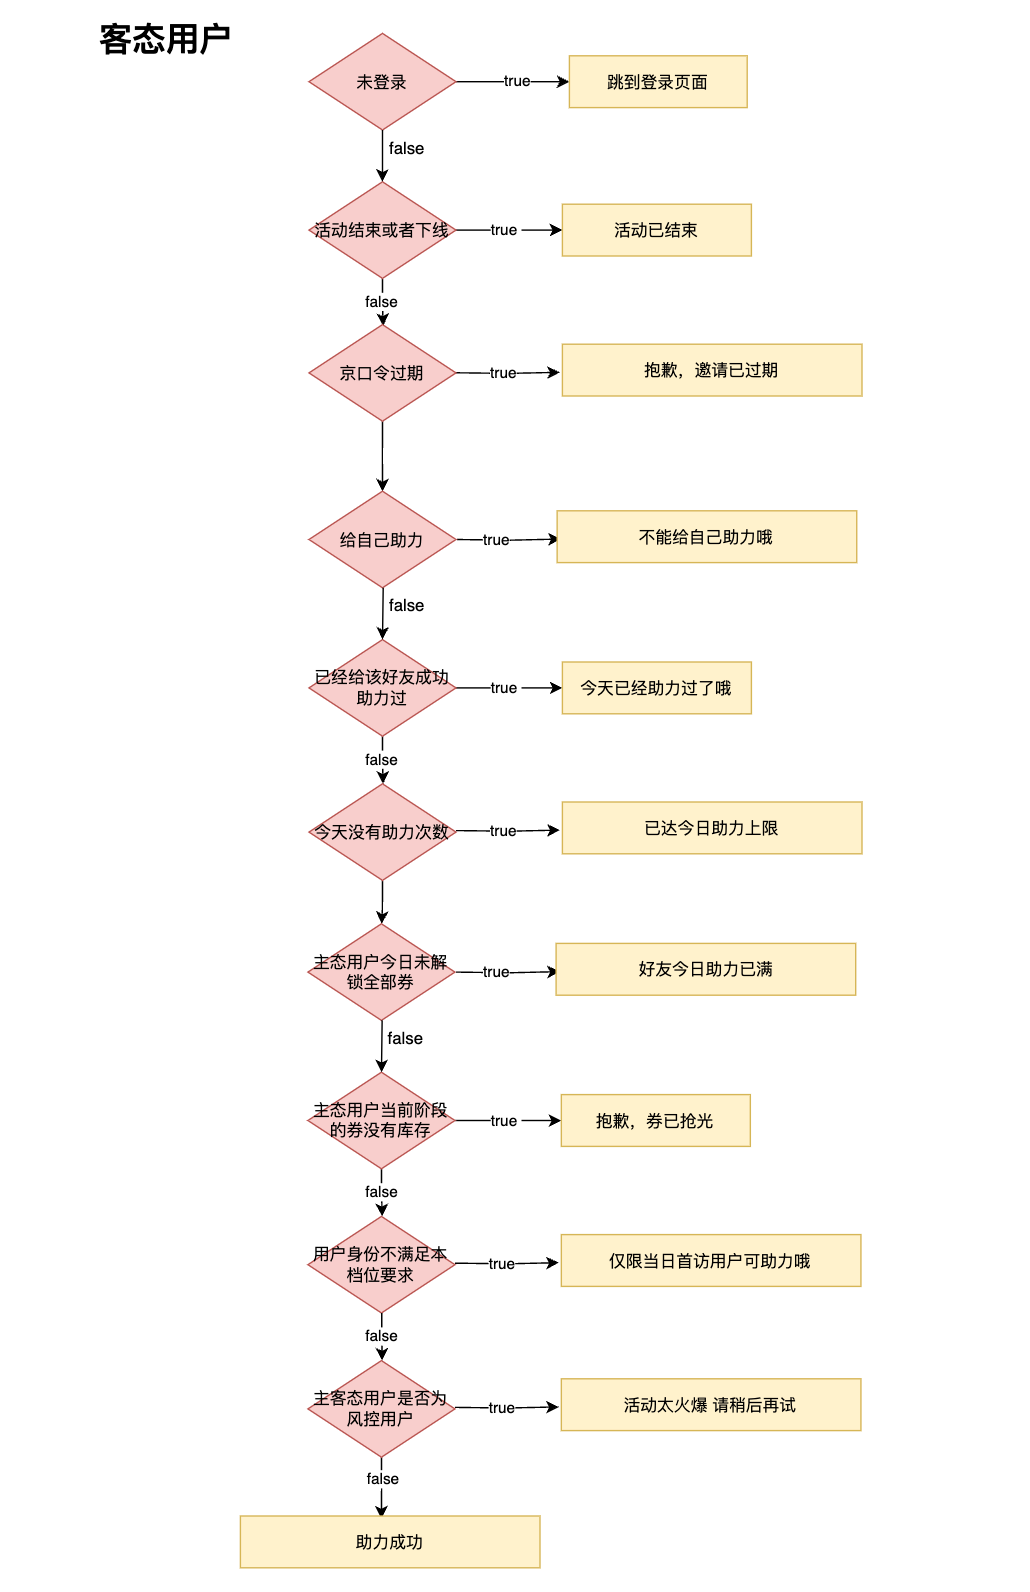 客态用户
未登录
true
跳到登录页面
false
活动结束或者下线
true
活动已结束
false
京口令过期
true
抱歉，邀请已过期
给自己助力
true
不能给自己助力哦
false
已经给该好友成功
助力过
true
今天已经助力过了哦
false
今天没有助力次数
true
已达今日助力上限
主态用户今日未解
锁全部券
true
好友今日助力已满
false
主态用户当前阶段
的券没有库存
true
抱歉，券已抢光
false
用户身份不满足本
档位要求
true
仅限当日首访用户可助力哦
false
主客态用户是否为
风控用户
true
活动太火爆 请稍后再试
false
助力成功